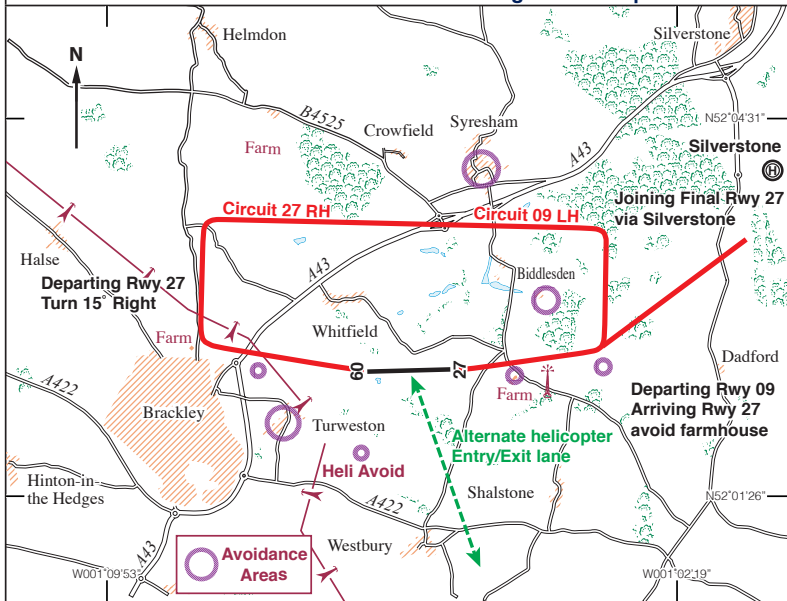 Helmdon
Silverstone
N
B4525
Crowfield
Syresham
A43
N52°04'31"
Farm
Silverstone
H
Circuit 27 RH
Circuit 09 LH
Joining Final Rwy 27
via Silverstone
Halse
A43
Departing Rwy 27
Turn 15° Right
Biddlesden
Whitfield
Farm
09
27
Dadford
A422
Brackley
Farm
Departing Rwy 09
Arriving Rwy 27
avoid farmhouse
Turweston
Alternate helicopter
Entry/Exit lane
Heli Avoid
Hinton-in-
the Hedges
Shalstone
A422
N52°01'26"
A43
Westbury
Avoidance
Areas
W001°09'53"
W001°02'19"